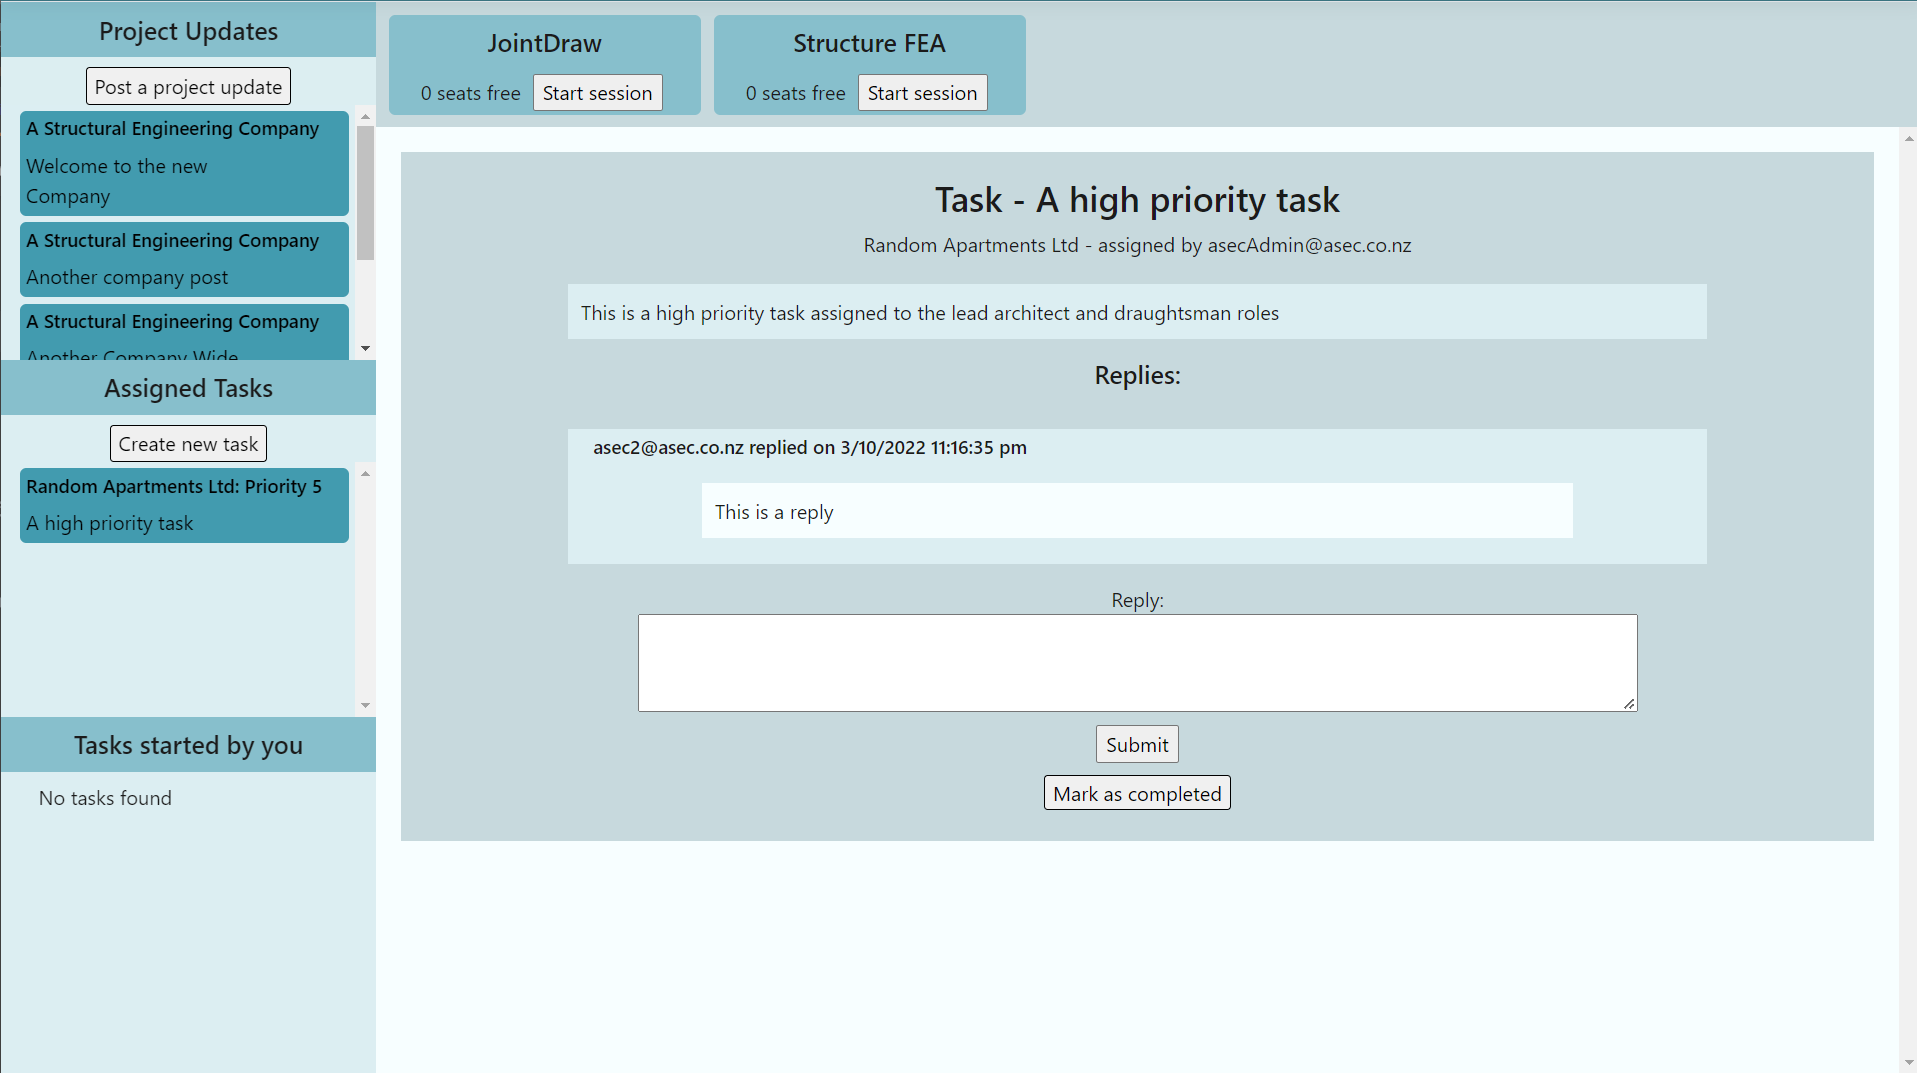 Project Updates
Post a project update
A Structural Engineering Company
Welcome to the new
Company
A Structural Engineering Company
Another company post
A Structural Engineering Company
Another Company Wide
Assigned Tasks
Create new task
Random Apartments Ltd: Priority 5
A high priority task
Tasks started by you
No tasks found
JointDraw
0 seats free Start session
Structure FEA
0 seats free Start session
Task - A high priority task
Random Apartments Ltd - assigned by asecAdmin@asec.co.nz
This is a high priority task assigned to the lead architect and draughtsman roles
Replies:
asec2@asec.co.nz replied on 3/10/2022 11:16:35 pm
This is a reply
Reply:
Submit
Mark as completed